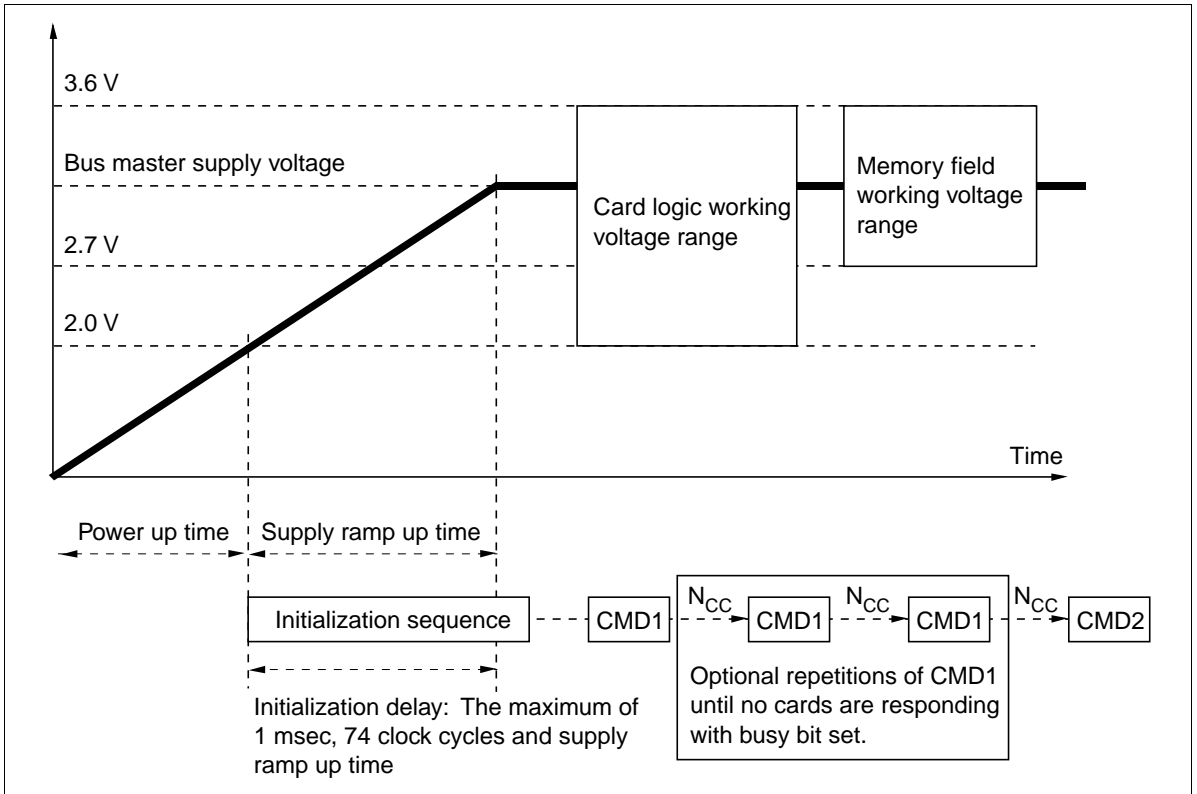 3.6 V
Bus master supply voltage
2.7 V
2.0 V
Card logic working
voltage range
Memory field
working voltage
range
Time
Power up time
Supply ramp up time
Initialization sequence
CMD1
NCC
CMD1
NCC
CMD1
NCC
CMD2
Optional repetitions of CMD1
until no cards are responding
with busy bit set.
Initialization delay: The maximum of
1 msec, 74 clock cycles and supply
ramp up time